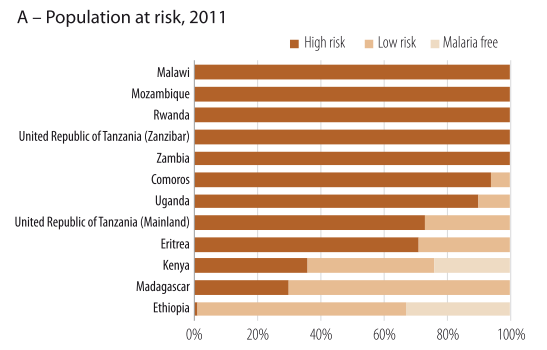 A – Population at risk, 2011
High risk Low risk Malaria free
Malawi
Mozambique
Rwanda
United Republic of Tanzania (Zanzibar)
Zambia
Comoros
Uganda
United Republic of Tanzania (Mainland)
Eritrea
Kenya
Madagascar
Ethiopia
0% 20% 40% 60% 80% 100%